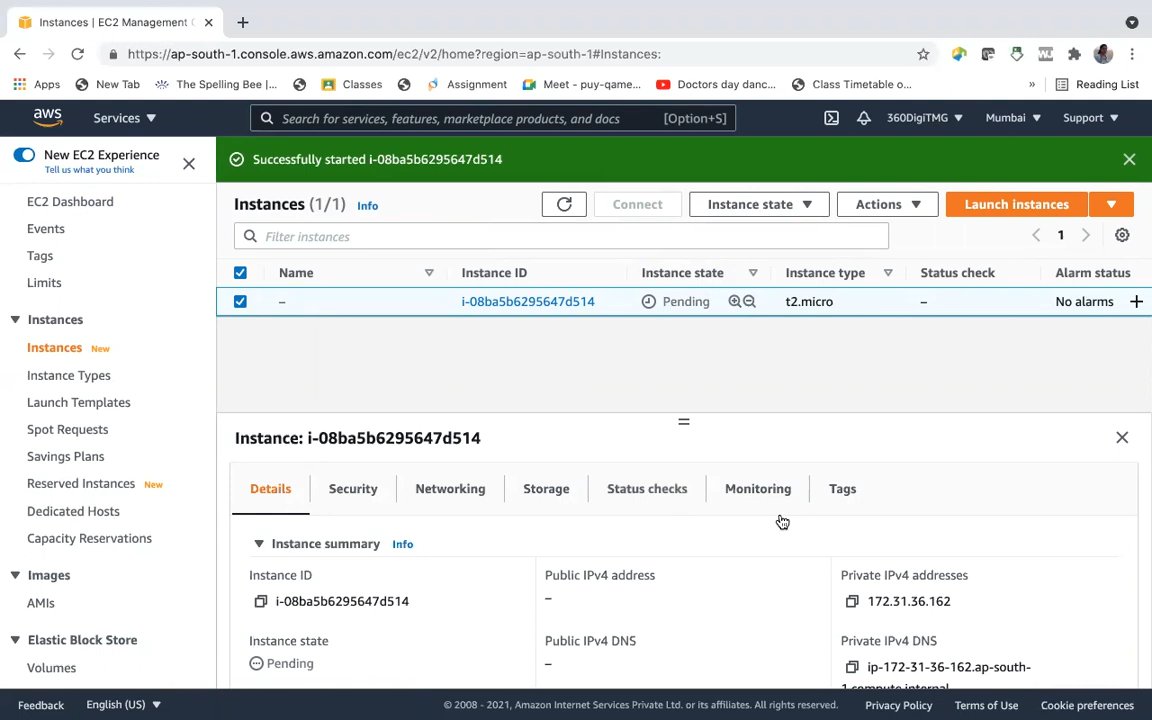 Instances | EC2 Management C
https://ap-south-1.console.aws.amazon.com/ec2/v2/home?region=ap-south-1#Instances:
Apps New Tab The Spelling Bee |... Classes Assignment Meet - puy-qame... Doctors day danc... Class Timetable o... » Reading List
aws Services Search for services, features, marketplace products, and docs [Option+S] 360DigiTMG Mumbai Support
New EC2 Experience
Tell us what you think
Successfully started i-08ba5b6295647d514
EC2 Dashboard
Events
Tags
Limits
Instances
Instances New
Instance Types
Launch Templates
Spot Requests
Savings Plans
Reserved Instances New
Dedicated Hosts
Capacity Reservations
Images
AMIs
Elastic Block Store
Volumes
Instances (1/1) Info Connect Instance state Actions Launch instances
Filter instances 1
Name Instance ID Instance state Instance type Status check Alarm status
– i-08ba5b6295647d514 Pending t2.micro – No alarms
Instance: i-08ba5b6295647d514
Details Security Networking Storage Status checks Monitoring Tags
Instance summary Info
Instance ID Public IPv4 address Private IPv4 addresses
i-08ba5b6295647d514 – 172.31.36.162
Instance state Public IPv4 DNS Private IPv4 DNS
Pending – ip-172-31-36-162.ap-south-
1.compute.internal
Feedback English (US) © 2008 - 2021, Amazon Internet Services Private Ltd. or its affiliates. All rights reserved. Privacy Policy Terms of Use Cookie preferences